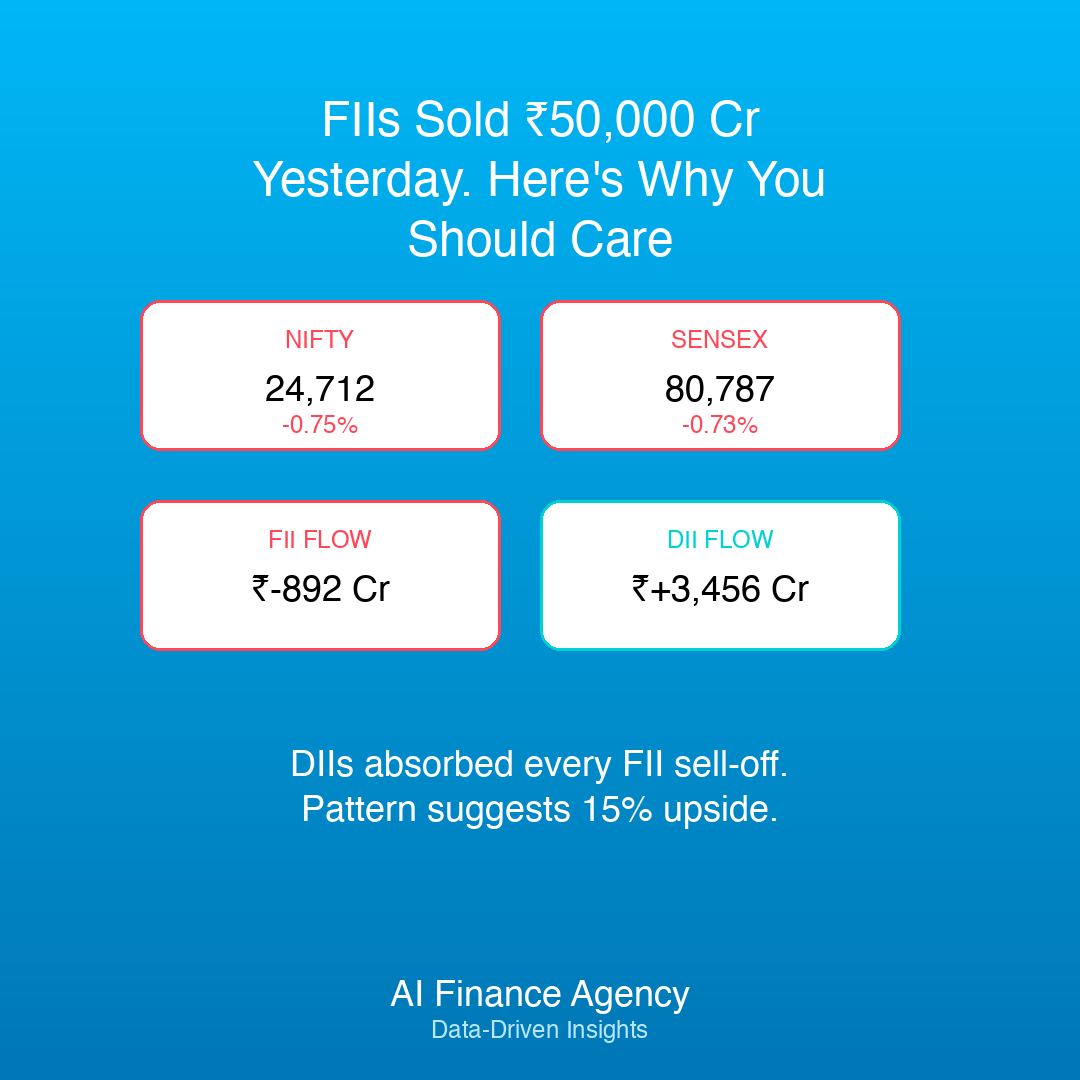 FIIs Sold ₹50,000 Cr
Yesterday. Here's Why You
Should Care
NIFTY
24,712
-0.75%
SENSEX
80,787
-0.73%
FII FLOW
₹-892 Cr
DII FLOW
₹+3,456 Cr
DIIs absorbed every FII sell-off.
Pattern suggests 15% upside.
AI Finance Agency
Data-Driven Insights